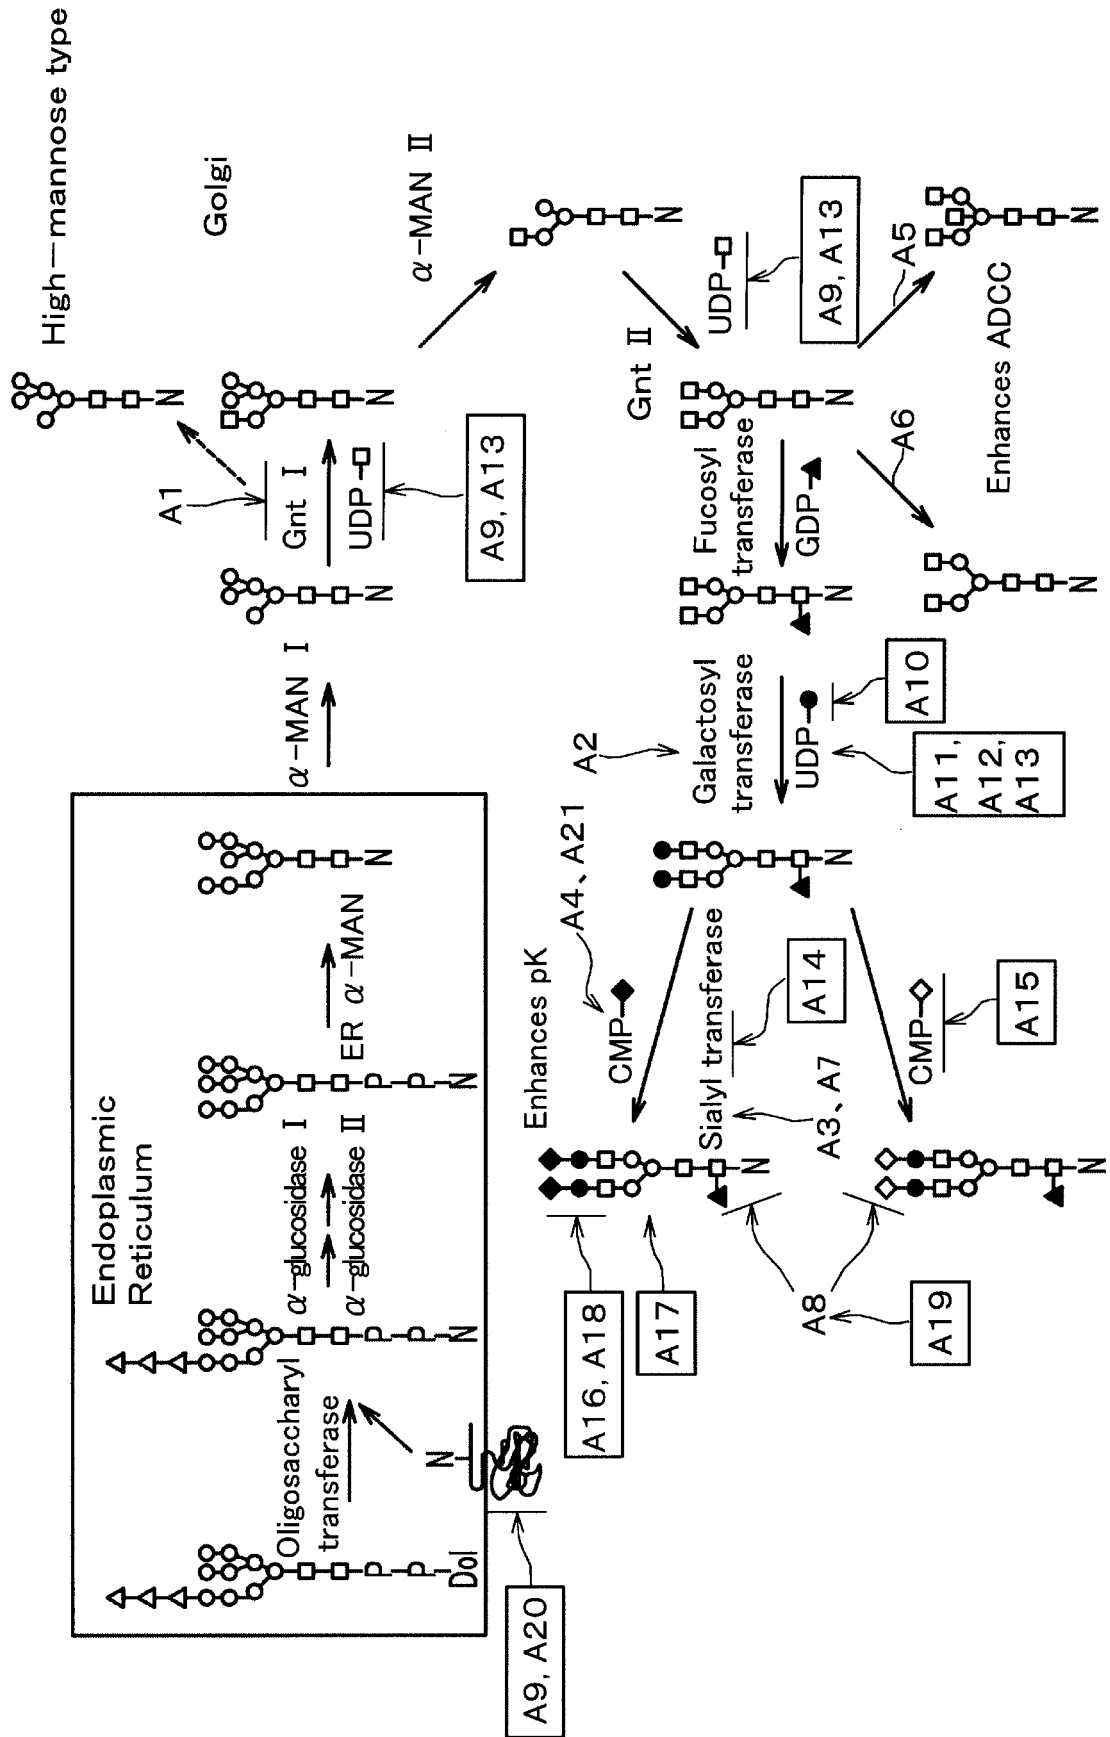 Endoplasmic
Reticulum
Oligosaccharyl
transferase
P
P
Dol
N
A9, A20
P
P
N
α-glucosidase I
α-glucosidase II
P
P
N
ER α-MAN
N
α-MAN I
N
A1
Gnt I
UDP
A9, A13
N
High—mannose type
N
Golgi
α-MAN II
N
Gnt II
UDP
A9, A13
N
A5
N
Enhances ADCC
A6
N
Fucosyl
transferase
GDP
N
A2
Galactosyl
transferase
UDP
A10
A11,
A12,
A13
N
A4、A21
CMP
Enhances pK
Sialyl transferase
A14
A3、A7
CMP
A15
N
N
A16, A18
A17
A8
A19